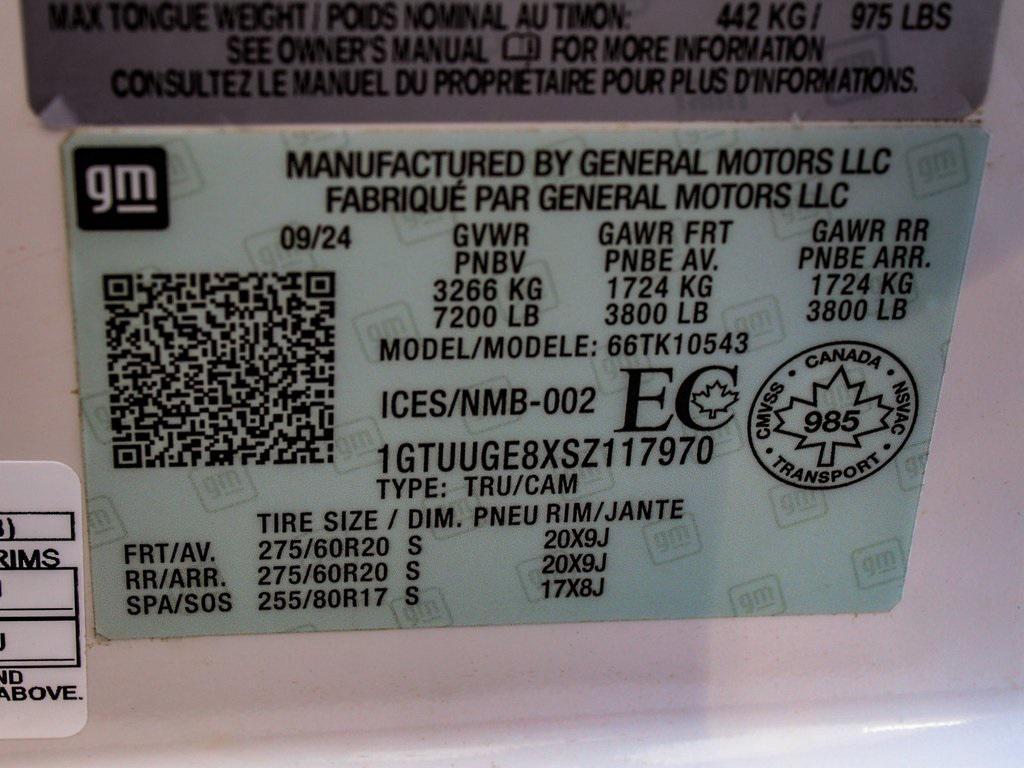 MAX TONGUE WEIGHT / POIDS NOMINAL AU TIMON: 442 KG / 975 LBS
SEE OWNER'S MANUAL FOR MORE INFORMATION
CONSULTEZ LE MANUEL DU PROPRIÉTAIRE POUR PLUS D'INFORMATIONS.
gm
MANUFACTURED BY GENERAL MOTORS LLC
FABRIQUÉ PAR GENERAL MOTORS LLC
09/24 GVWR GAWR FRT GAWR RR
PNBV PNBE AV. PNBE ARR.
3266 KG 1724 KG 1724 KG
7200 LB 3800 LB 3800 LB
MODEL/MODELE: 66TK10543
ICES/NMB-002 EC
CANADA
CMVSS 985 NSVAC
TRANSPORT
1GTUUGE8XSZ117970
TYPE: TRU/CAM
TIRE SIZE / DIM. PNEU RIM/JANTE
FRT/AV. 275/60R20 S 20X9J
RR/ARR. 275/60R20 S 20X9J
SPA/SOS 255/80R17 S 17X8J
RIMS
ABOVE.